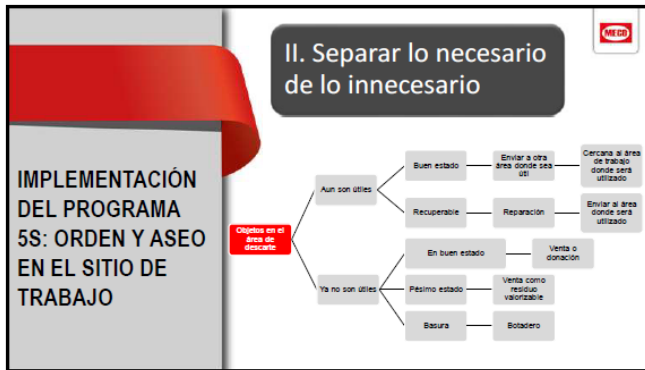 MECO
II. Separar lo necesario
de lo innecesario
IMPLEMENTACIÓN
DEL PROGRAMA
5S: ORDEN Y ASEO
EN EL SITIO DE
TRABAJO
Objetos en el
área de
descarte
Aun son útiles
Buen estado
Enviar a otra
área donde sea
útil
Cercana al área
de trabajo
donde será
utilizado
Recuperable
Reparación
Enviar al área
donde será
utilizado
Ya no son útiles
En buen estado
Venta o
donación
Pésimo estado
Venta como
residuo
valorizable
Basura
Botadero